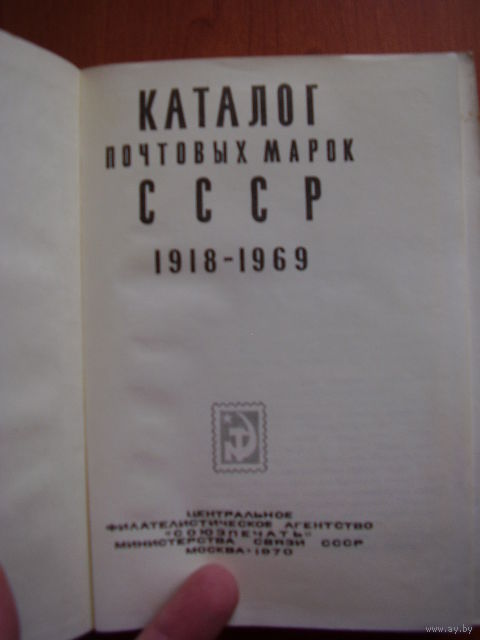 КАТАЛОГ
ПОЧТОВЫХ МАРОК
СССР
1918-1969
ЦЕНТРАЛЬНОЕ
ФИЛАТЕЛИСТИЧЕСКОЕ АГЕНТСТВО
"СОЮЗПЕЧАТЬ"
МИНИСТЕРСТВА СВЯЗИ СССР
МОСКВА·1970
www.ay.by